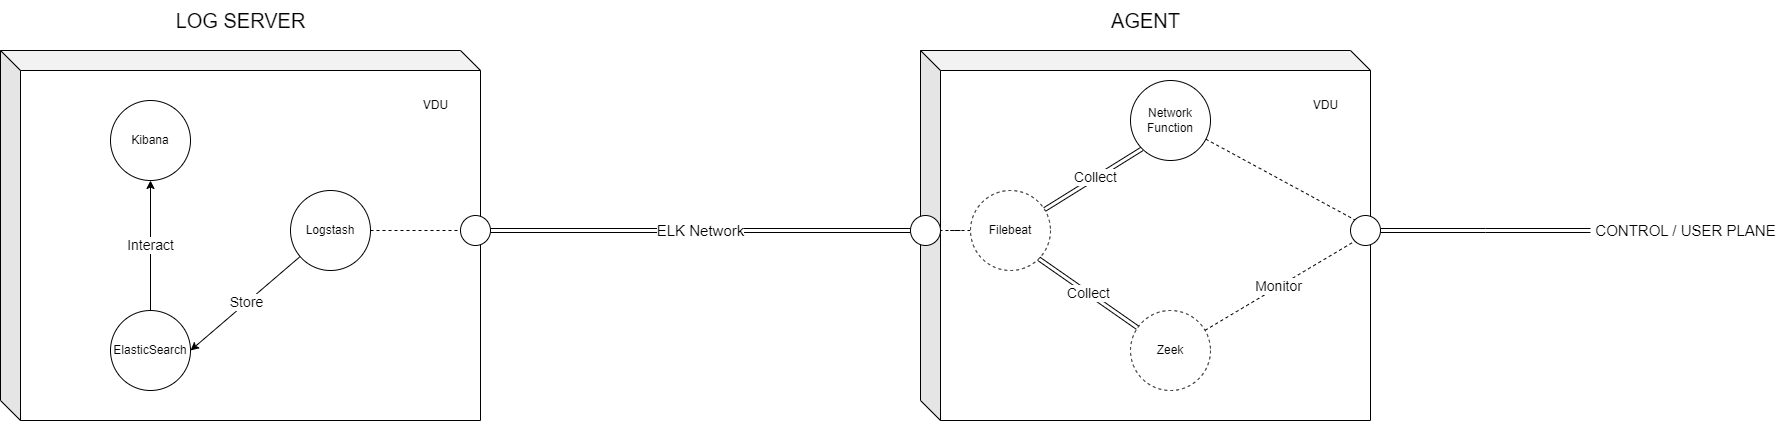 LOG SERVER
AGENT
VDU
Kibana
Interact
Logstash
Store
ElasticSearch
ELK Network
VDU
Network
Function
Collect
Filebeat
Collect
Monitor
Zeek
CONTROL / USER PLANE